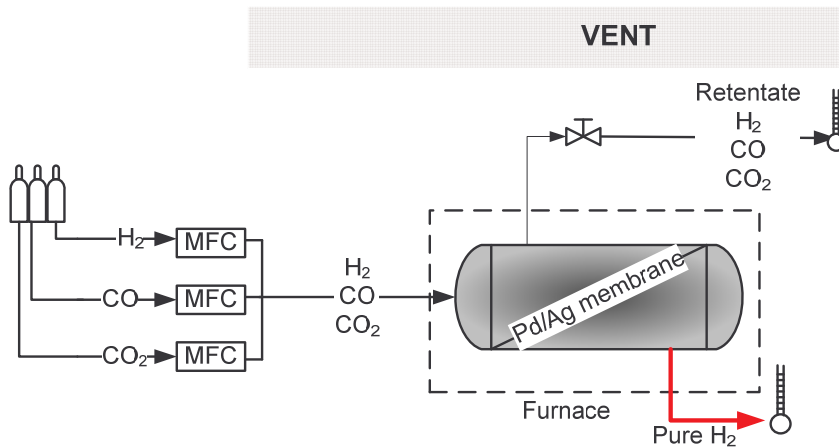 VENT
Retentate
H₂
CO
CO₂
H₂ MFC
CO MFC
CO₂ MFC
H₂
CO
CO₂
Pd/Ag membrane
Furnace
Pure H₂